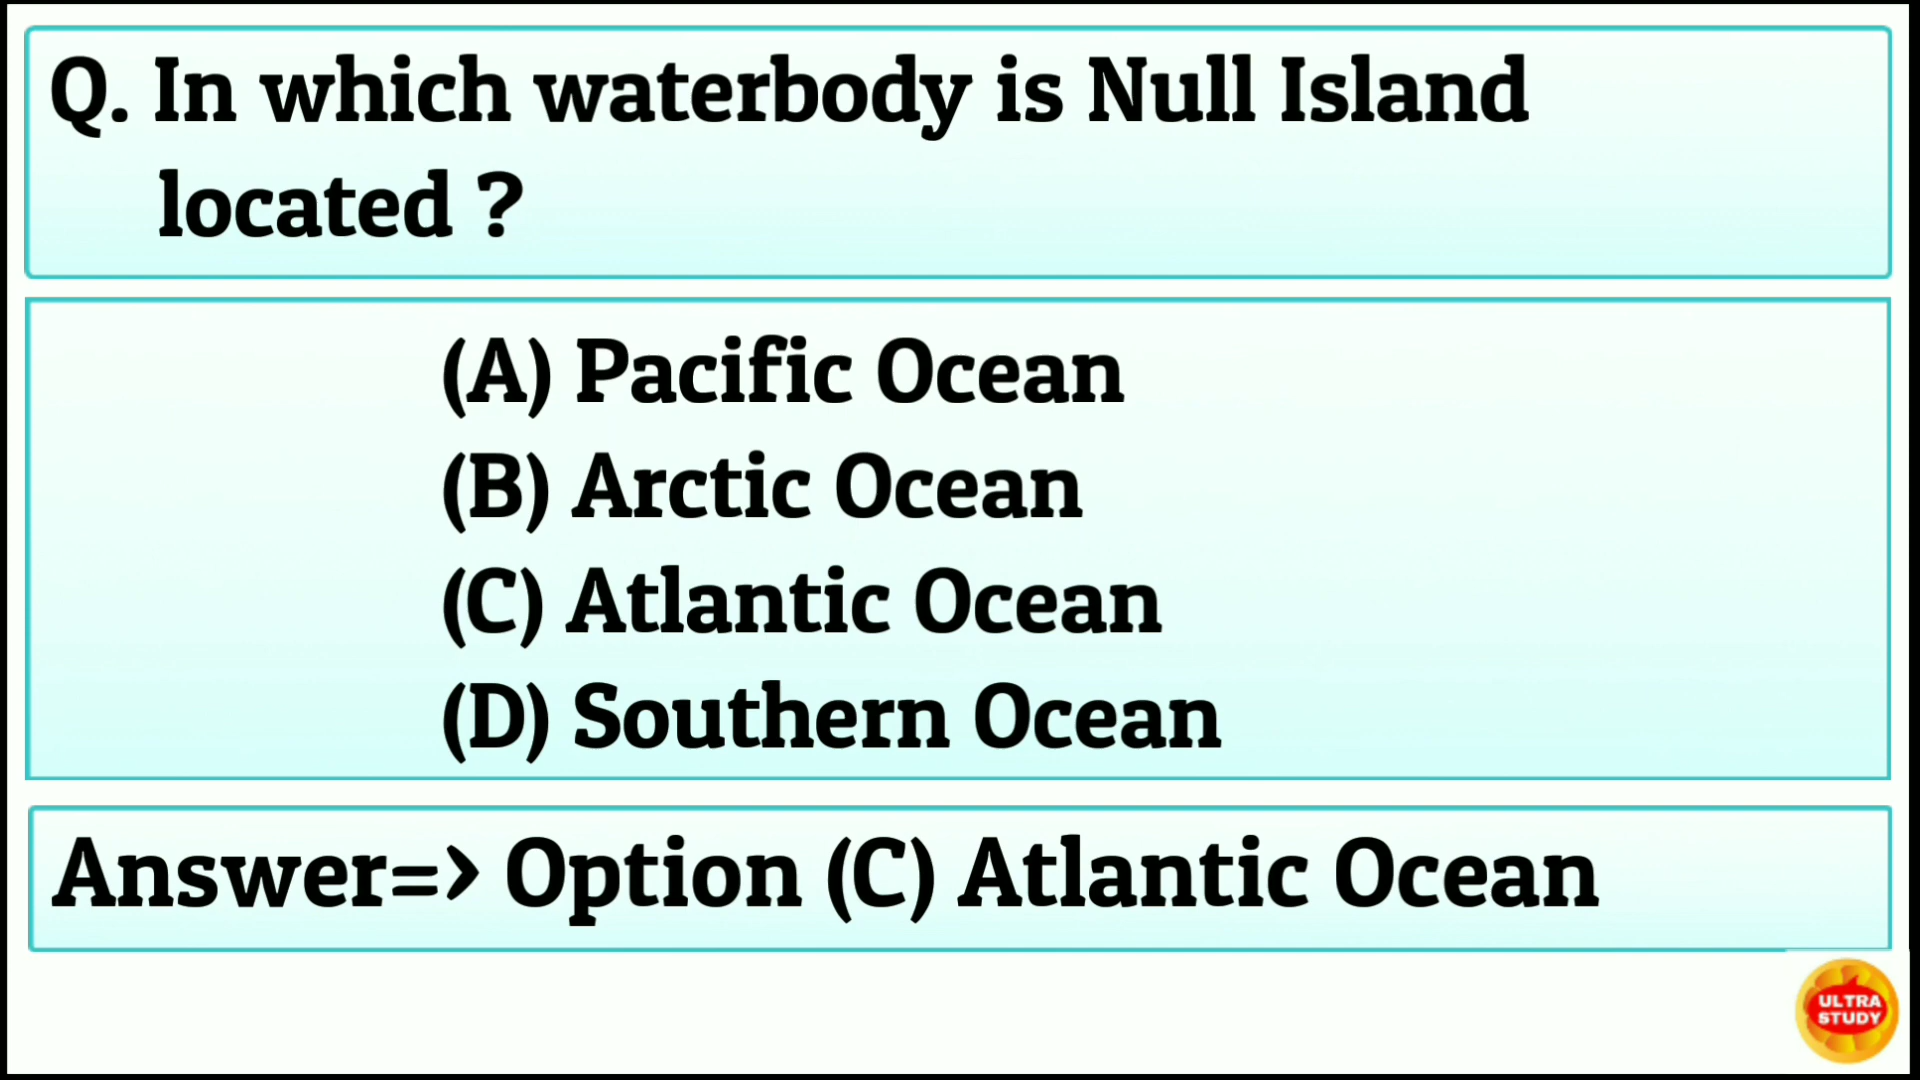 Q. In which waterbody is Null Island
located ?
(A) Pacific Ocean
(B) Arctic Ocean
(C) Atlantic Ocean
(D) Southern Ocean
Answer=> Option (C) Atlantic Ocean
ULTRA
STUDY